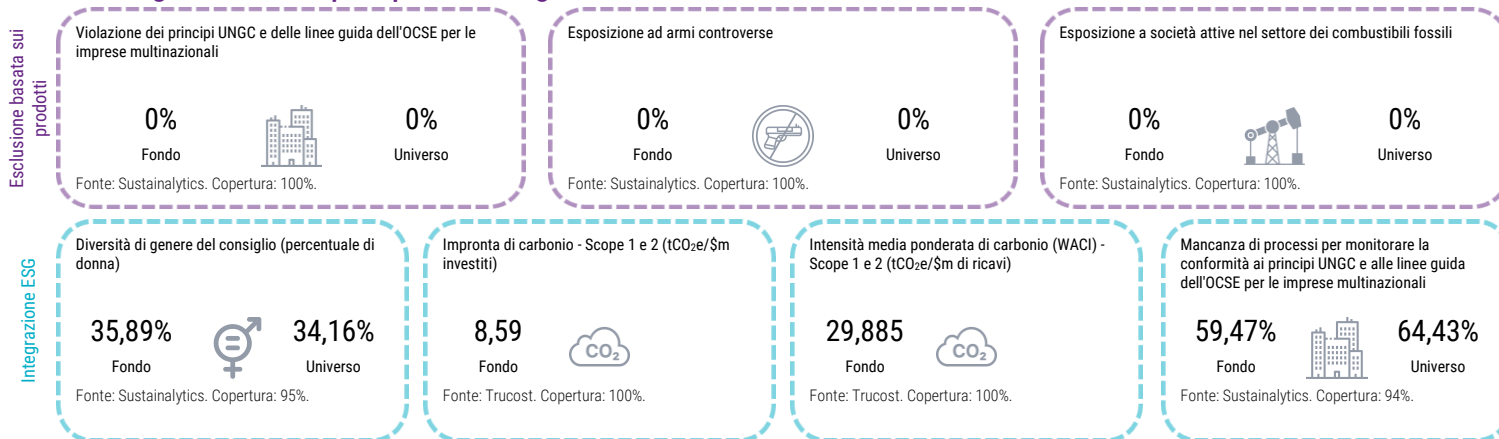 Esclusione basata sui
prodotti
Violazione dei principi UNGC e delle linee guida dell'OCSE per le
imprese multinazionali
0%
Fondo
0%
Universo
Fonte: Sustainalytics. Copertura: 100%.
Esposizione ad armi controverse
0%
Fondo
0%
Universo
Fonte: Sustainalytics. Copertura: 100%.
Esposizione a società attive nel settore dei combustibili fossili
0%
Fondo
0%
Universo
Fonte: Sustainalytics. Copertura: 100%.
Integrazione ESG
Diversità di genere del consiglio (percentuale di
donna)
35,89%
Fondo
34,16%
Universo
Fonte: Sustainalytics. Copertura: 95%.
Impronta di carbonio - Scope 1 e 2 (tCO₂e/$m
investiti)
8,59
Fondo
CO₂
Fonte: Trucost. Copertura: 100%.
Intensità media ponderata di carbonio (WACI) -
Scope 1 e 2 (tCO₂e/$m di ricavi)
29,885
Fondo
CO₂
Fonte: Trucost. Copertura: 100%.
Mancanza di processi per monitorare la
conformità ai principi UNGC e alle linee guida
dell'OCSE per le imprese multinazionali
59,47%
Fondo
64,43%
Universo
Fonte: Sustainalytics. Copertura: 94%.